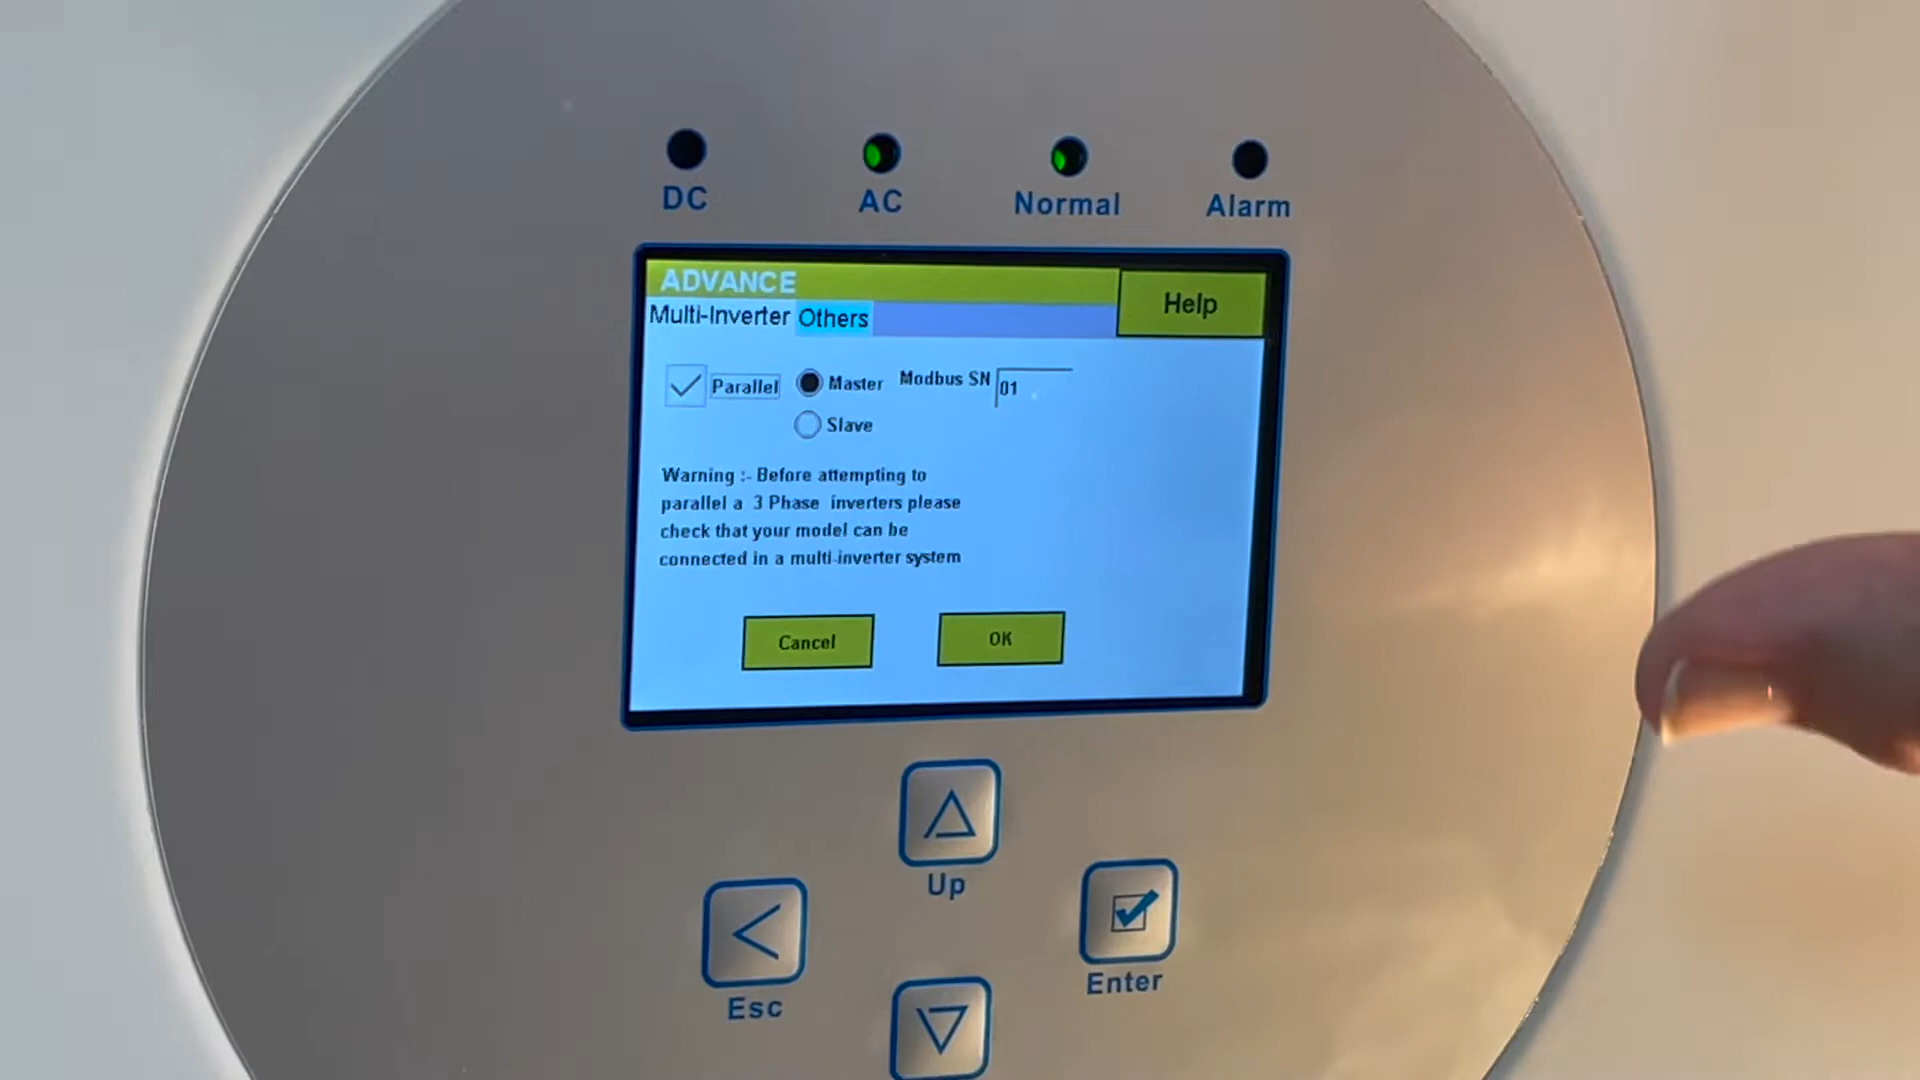 DC AC Normal Alarm
ADVANCE
Help
Multi-Inverter Others
Parallel Master Modbus SN 01
Slave
Warning :- Before attempting to
parallel a 3 Phase inverters please
check that your model can be
connected in a multi-inverter system
Cancel OK
Up
Esc
Enter